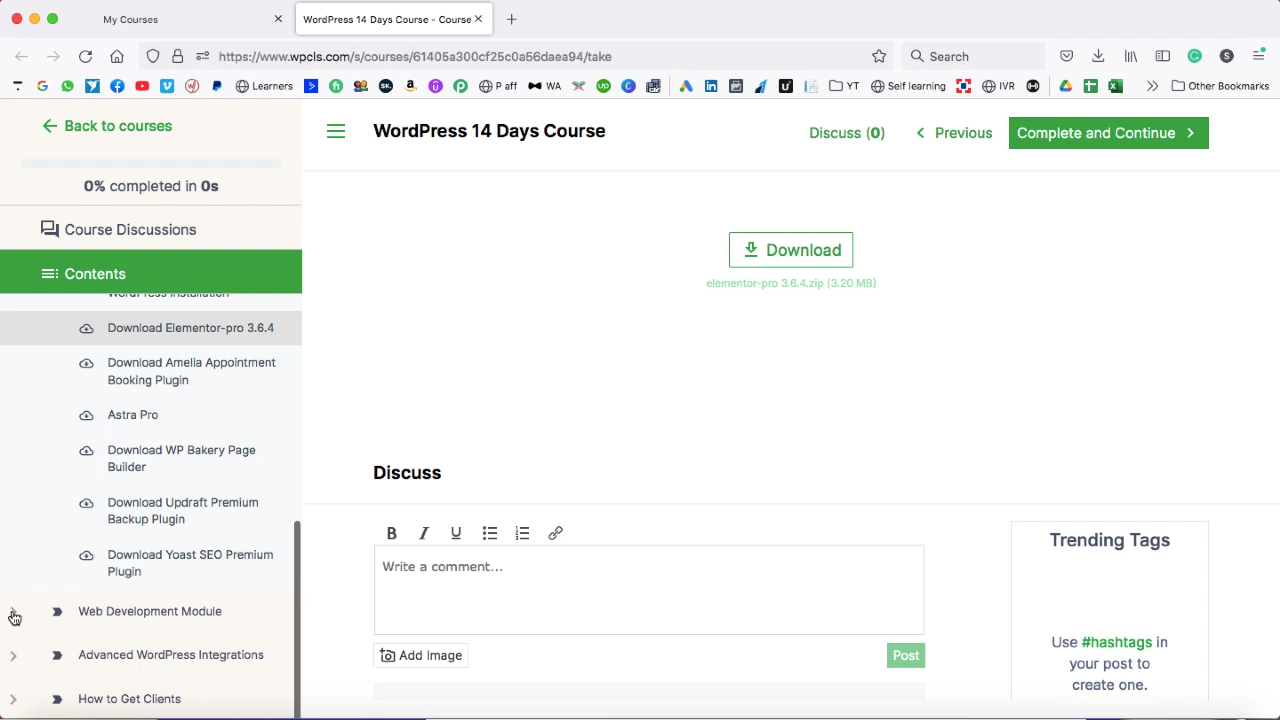 My Courses
WordPress 14 Days Course - Course
https://www.wpcls.com/s/courses/61405a300cf25c0a56daea94/take
Search
Learners
P aff
WA
YT
Self learning
IVR
Other Bookmarks
Back to courses
WordPress 14 Days Course
Discuss (0)
Previous
Complete and Continue
0% completed in 0s
Course Discussions
Contents
WordPress Installation
Download Elementor-pro 3.6.4
Download Amelia Appointment
Booking Plugin
Astra Pro
Download WP Bakery Page
Builder
Download Updraft Premium
Backup Plugin
Download Yoast SEO Premium
Plugin
Web Development Module
Advanced WordPress Integrations
How to Get Clients
Download
elementor-pro 3.6.4.zip (3.20 MB)
Discuss
B I U
Write a comment...
Add Image
Post
Trending Tags
Use #hashtags in
your post to
create one.